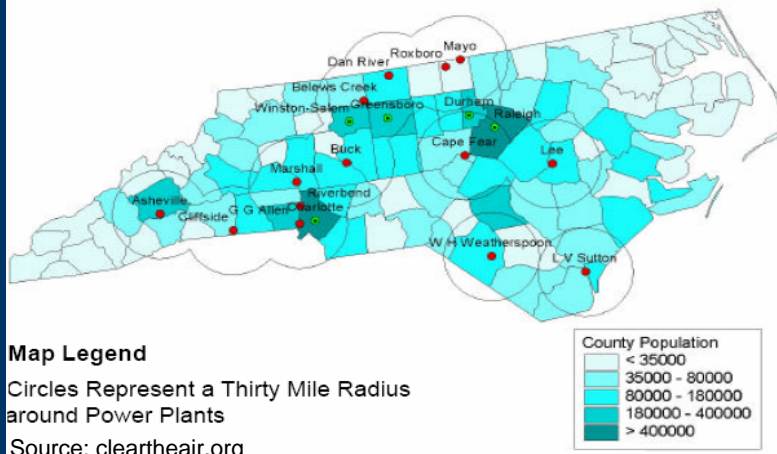 Roxboro Mayo
Dan River
Belews Creek
Winston-Salem Greensboro Durham
Raleigh
Buck Cape Fear Lee
Marshall
Asheville Riverbend
Cliffside G G Allen Charlotte
W H Weatherspoon
L V Sutton
Map Legend
Circles Represent a Thirty Mile Radius
around Power Plants
Source: cleartheair.org
County Population
< 35000
35000 - 80000
80000 - 180000
180000 - 400000
> 400000